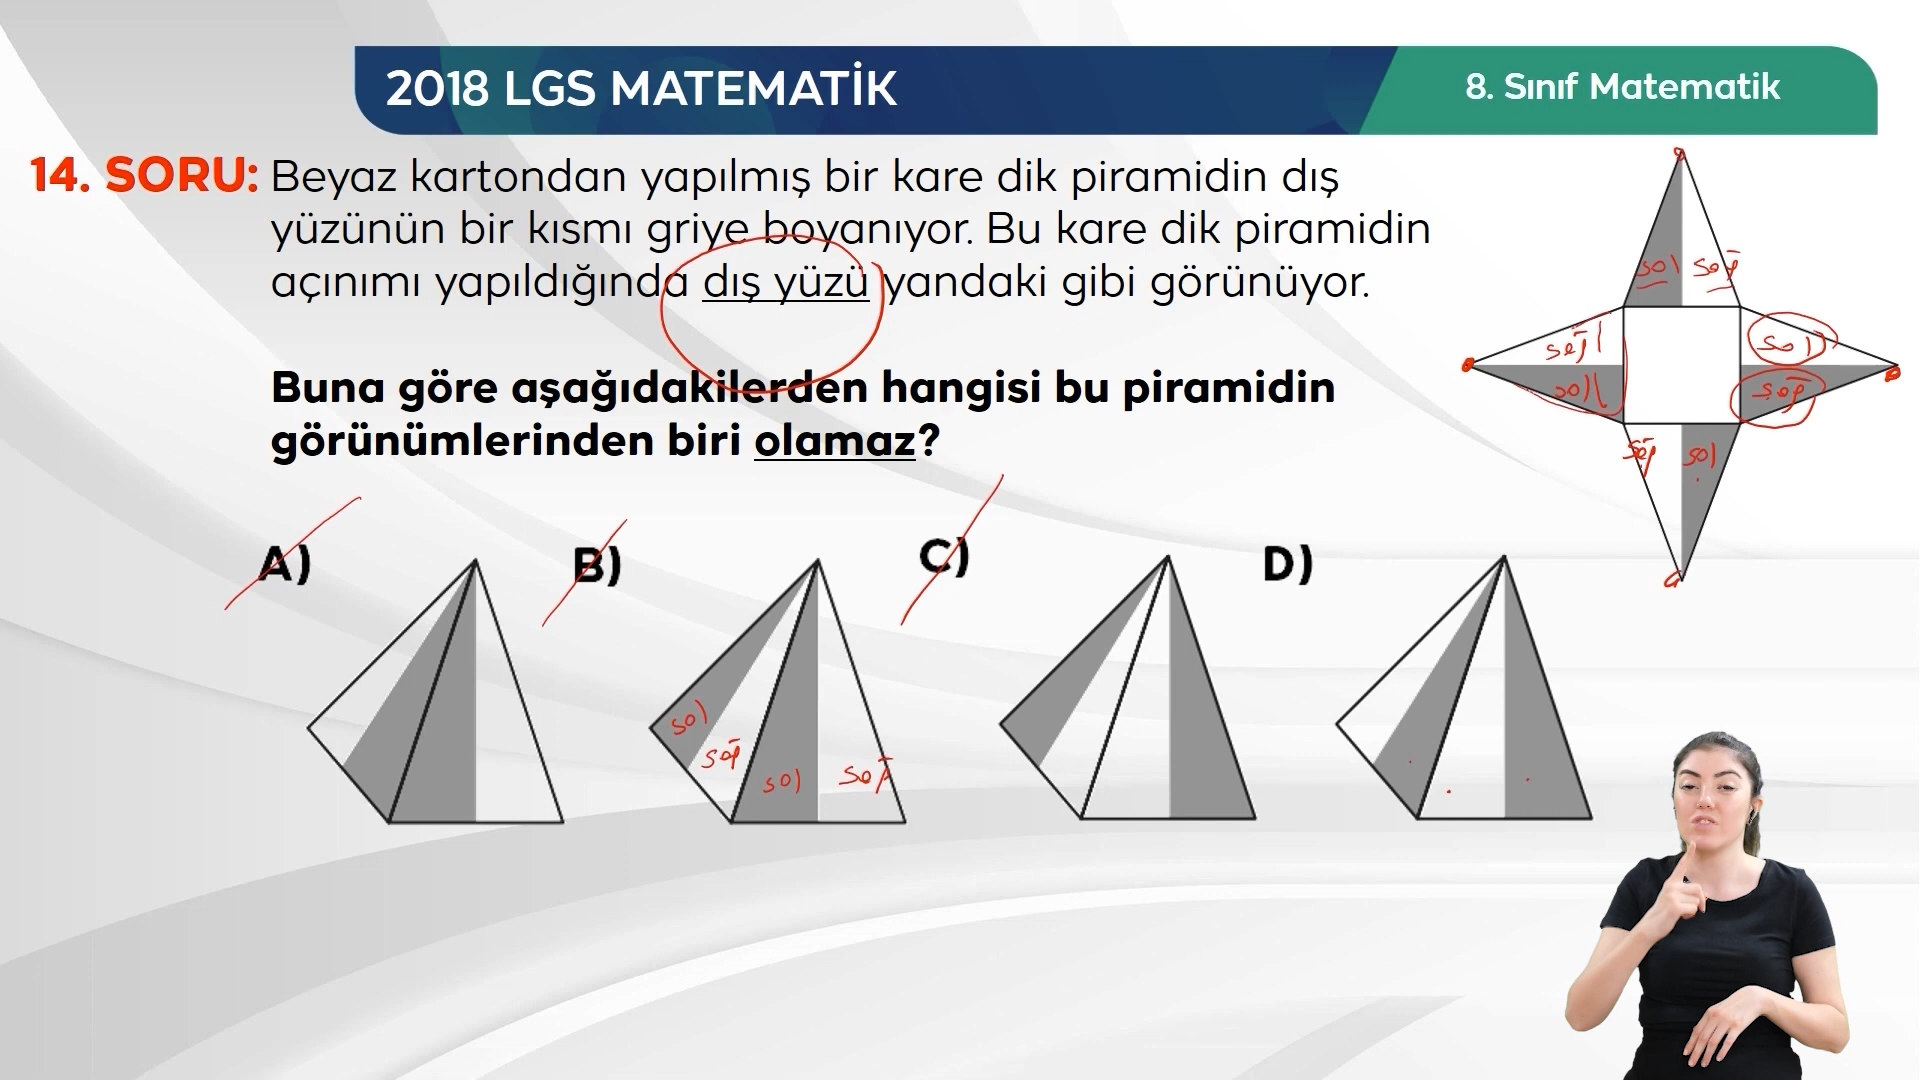 2018 LGS MATEMATİK
8. Sınıf Matematik
14. SORU: Beyaz kartondan yapılmış bir kare dik piramidin dış
yüzünün bir kısmı griye boyanıyor. Bu kare dik piramidin
açınımı yapıldığında dış yüzü yandaki gibi görünüyor.
Buna göre aşağıdakilerden hangisi bu piramidin
görünümlerinden biri olamaz?
sol sağ
sağ sol
sol sağ
sağ sol
A) B) C) D)
sol sağ sol sağ